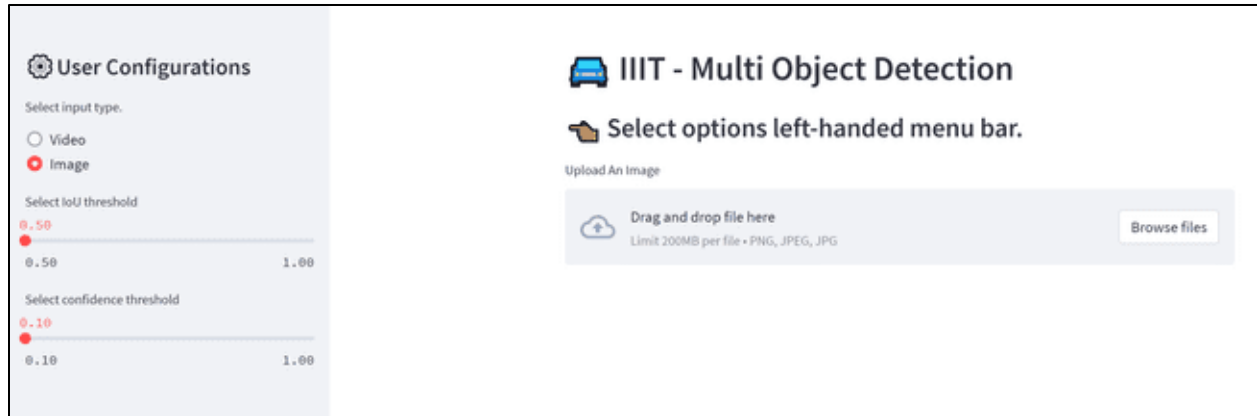 User Configurations
Select input type.
Video
Image
Select IoU threshold
0.50
0.50 1.00
Select confidence threshold
0.10
0.10 1.00
IIIT - Multi Object Detection
Select options left-handed menu bar.
Upload An Image
Drag and drop file here
Limit 200MB per file • PNG, JPEG, JPG
Browse files